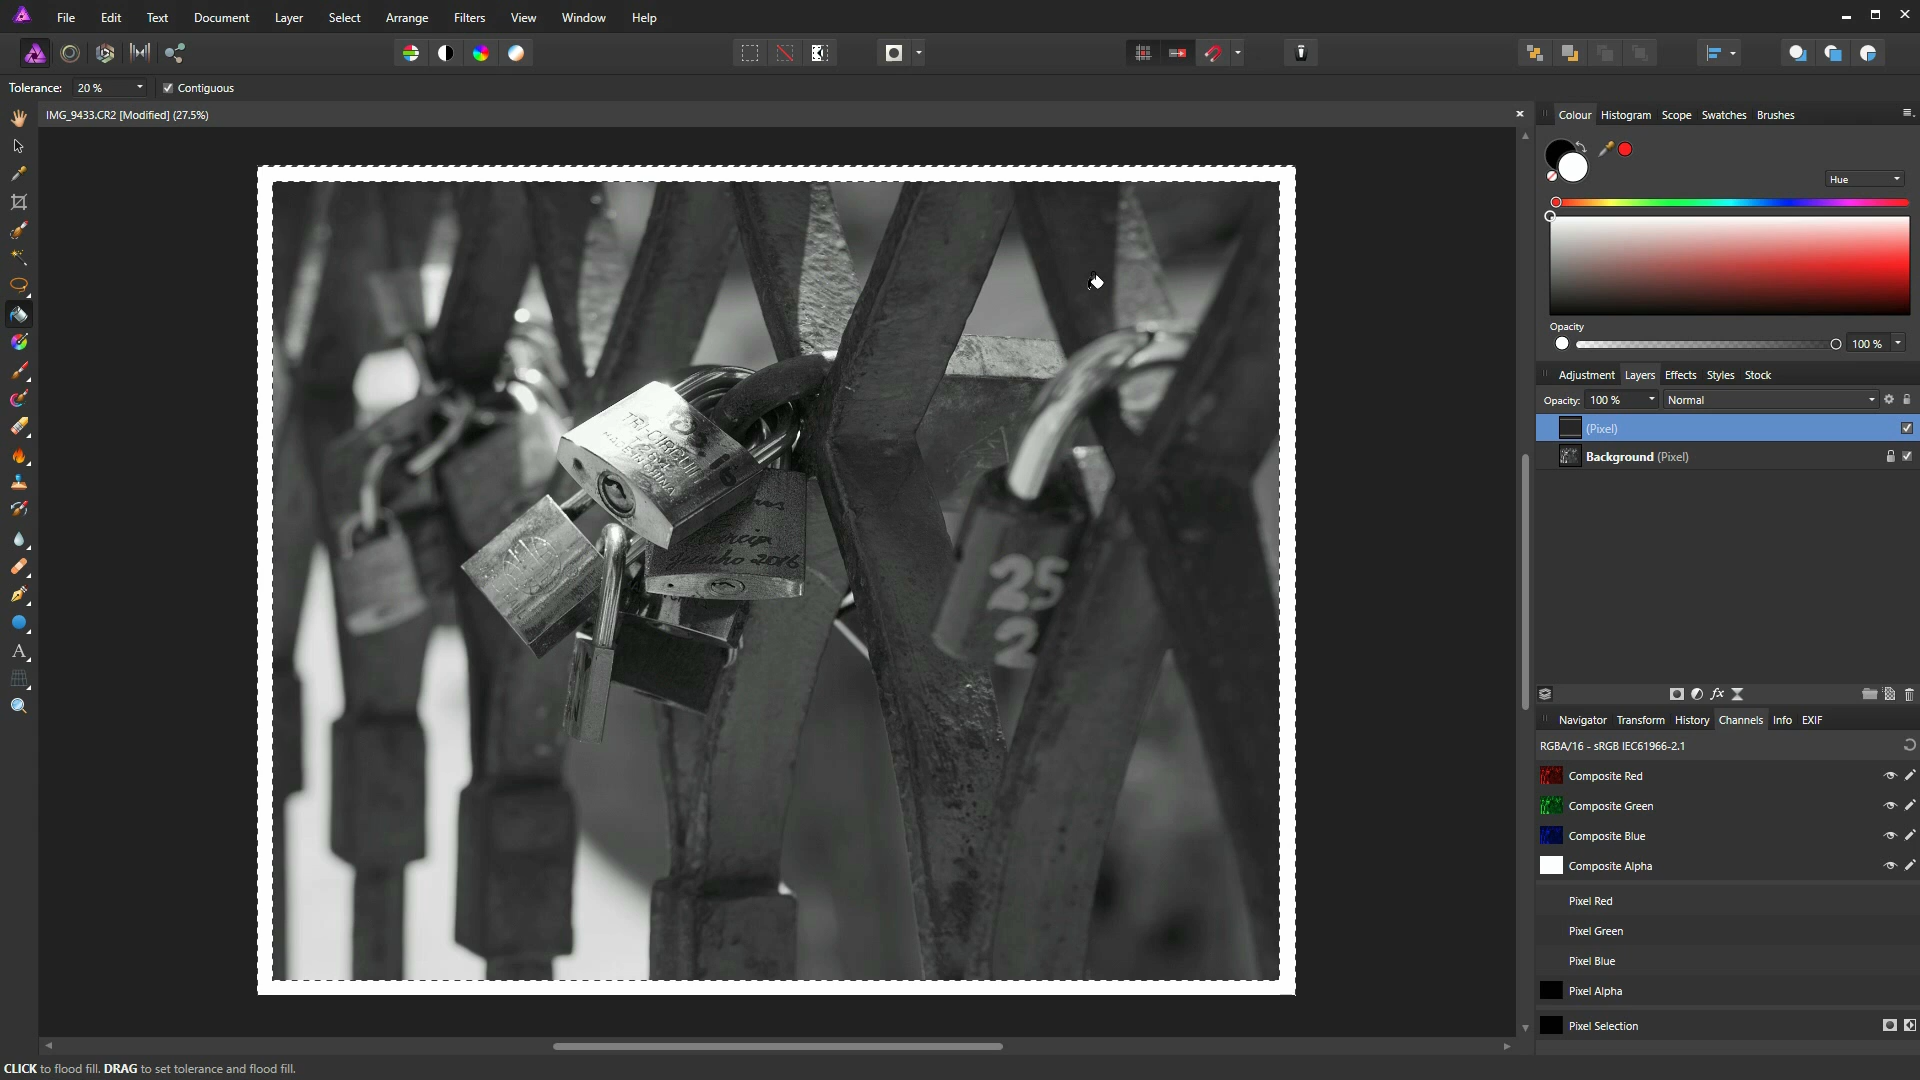 File Edit Text Document Layer Select Arrange Filters View Window Help
Tolerance: 20 % Contiguous
IMG_9433.CR2 [Modified] (27.5%)
Colour Histogram Scope Swatches Brushes
Hue
Opacity
100 %
Adjustment Layers Effects Styles Stock
Opacity: 100 % Normal
(Pixel)
Background (Pixel)
fx
TRI-CIRCLE
25
2
2016
Navigator Transform History Channels Info EXIF
RGBA/16 - sRGB IEC61966-2.1
Composite Red
Composite Green
Composite Blue
Composite Alpha
Pixel Red
Pixel Green
Pixel Blue
Pixel Alpha
Pixel Selection
CLICK to flood fill. DRAG to set tolerance and flood fill.